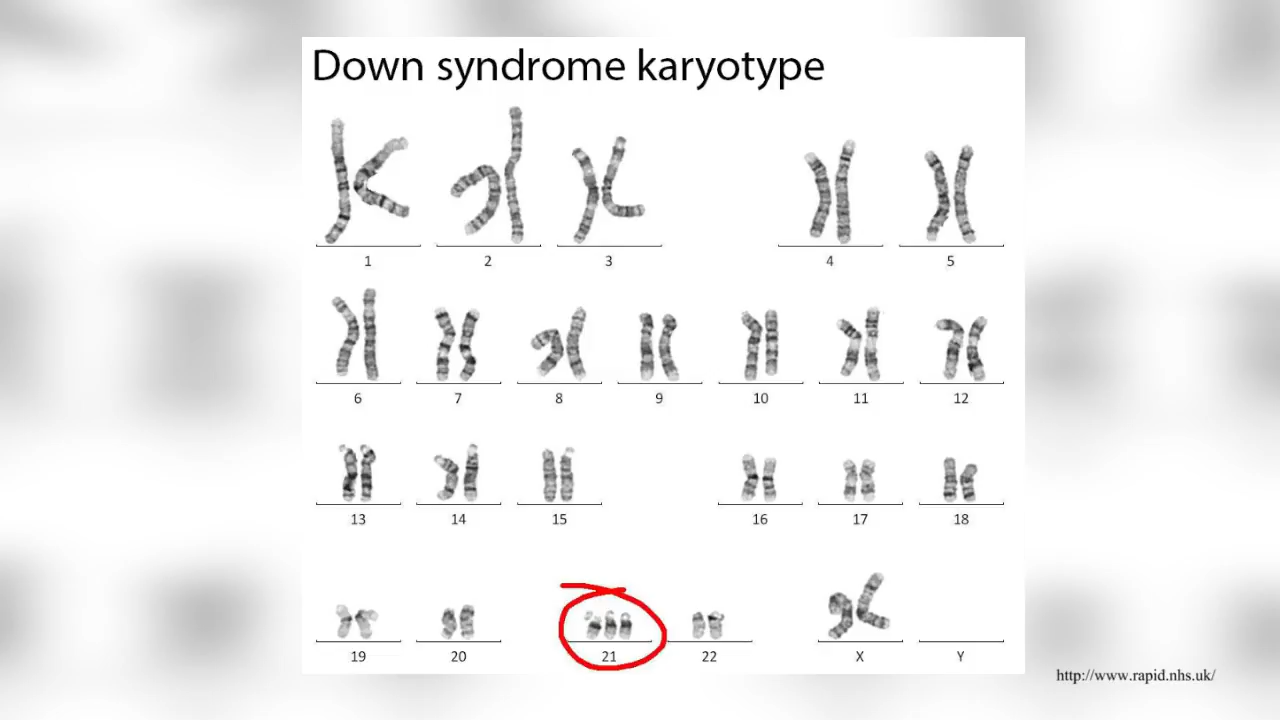 Down syndrome karyotype
1 2 3 4 5
6 7 8 9 10 11 12
13 14 15 16 17 18
19 20 21 22 X Y
http://www.rapid.nhs.uk/